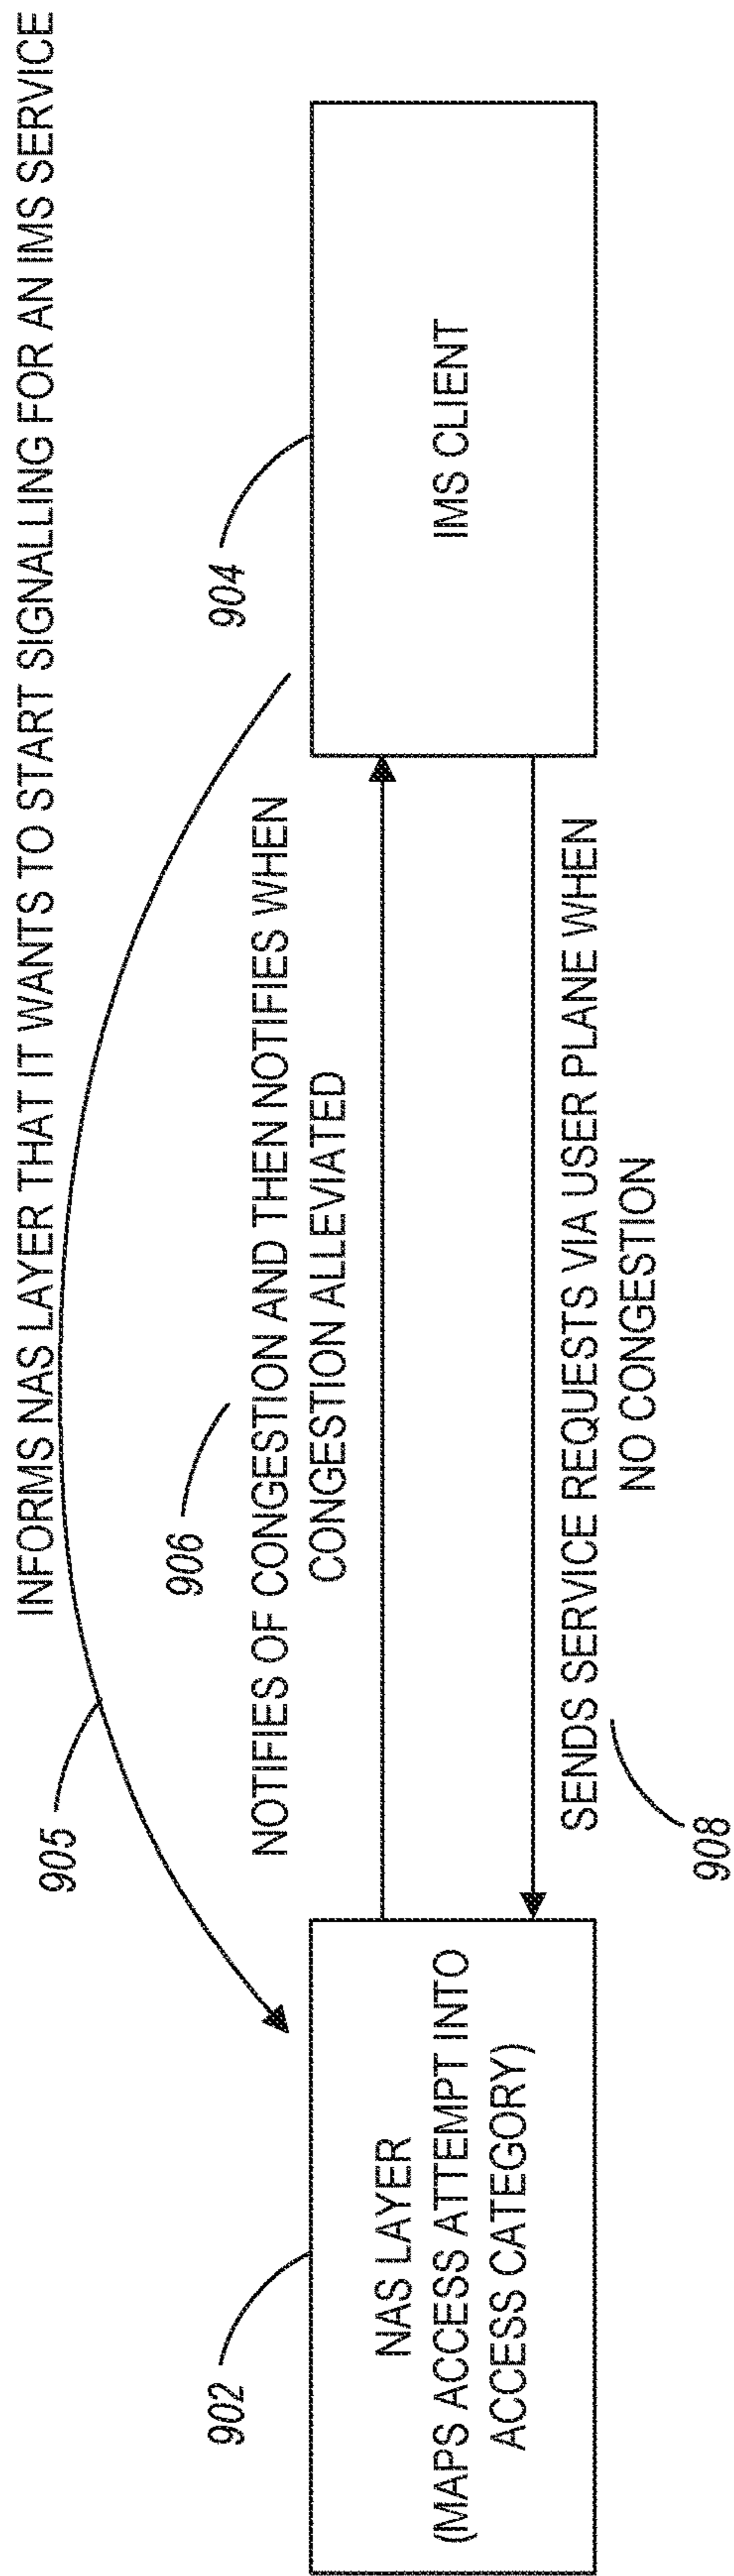 INFORMS NAS LAYER THAT IT WANTS TO START SIGNALLING FOR AN IMS SERVICE
905
906
904
902
NOTIFIES OF CONGESTION AND THEN NOTIFIES WHEN
CONGESTION ALLEVIATED
NAS LAYER
(MAPS ACCESS ATTEMPT INTO
ACCESS CATEGORY)
IMS CLIENT
SENDS SERVICE REQUESTS VIA USER PLANE WHEN
NO CONGESTION
908